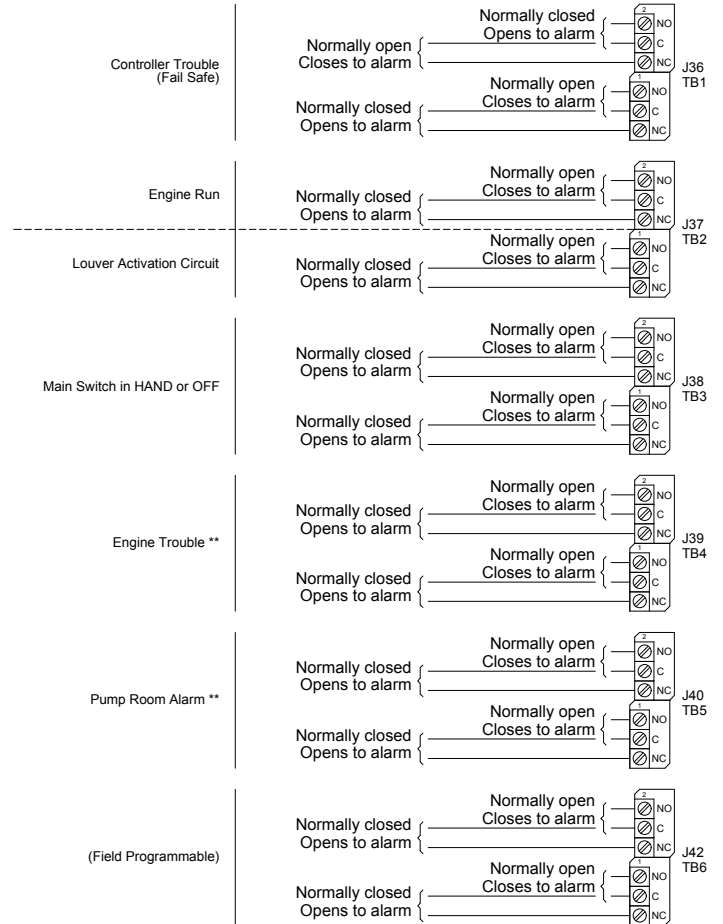 Controller Trouble
(Fail Safe)
Normally closed
Opens to alarm
Normally open
Closes to alarm
2
NO
C
NC
Normally open
Closes to alarm
Normally closed
Opens to alarm
1
NO
C
NC
J36
TB1
Engine Run
Normally open
Closes to alarm
Normally closed
Opens to alarm
2
NO
C
NC
J37
TB2
Louver Activation Circuit
Normally open
Closes to alarm
Normally closed
Opens to alarm
1
NO
C
NC
Main Switch in HAND or OFF
Normally open
Closes to alarm
Normally closed
Opens to alarm
2
NO
C
NC
Normally open
Closes to alarm
Normally closed
Opens to alarm
1
NO
C
NC
J38
TB3
Engine Trouble **
Normally open
Closes to alarm
Normally closed
Opens to alarm
2
NO
C
NC
Normally open
Closes to alarm
Normally closed
Opens to alarm
1
NO
C
NC
J39
TB4
Pump Room Alarm **
Normally open
Closes to alarm
Normally closed
Opens to alarm
2
NO
C
NC
Normally open
Closes to alarm
Normally closed
Opens to alarm
1
NO
C
NC
J40
TB5
(Field Programmable)
Normally open
Closes to alarm
Normally closed
Opens to alarm
2
NO
C
NC
Normally open
Closes to alarm
Normally closed
Opens to alarm
1
NO
C
NC
J42
TB6